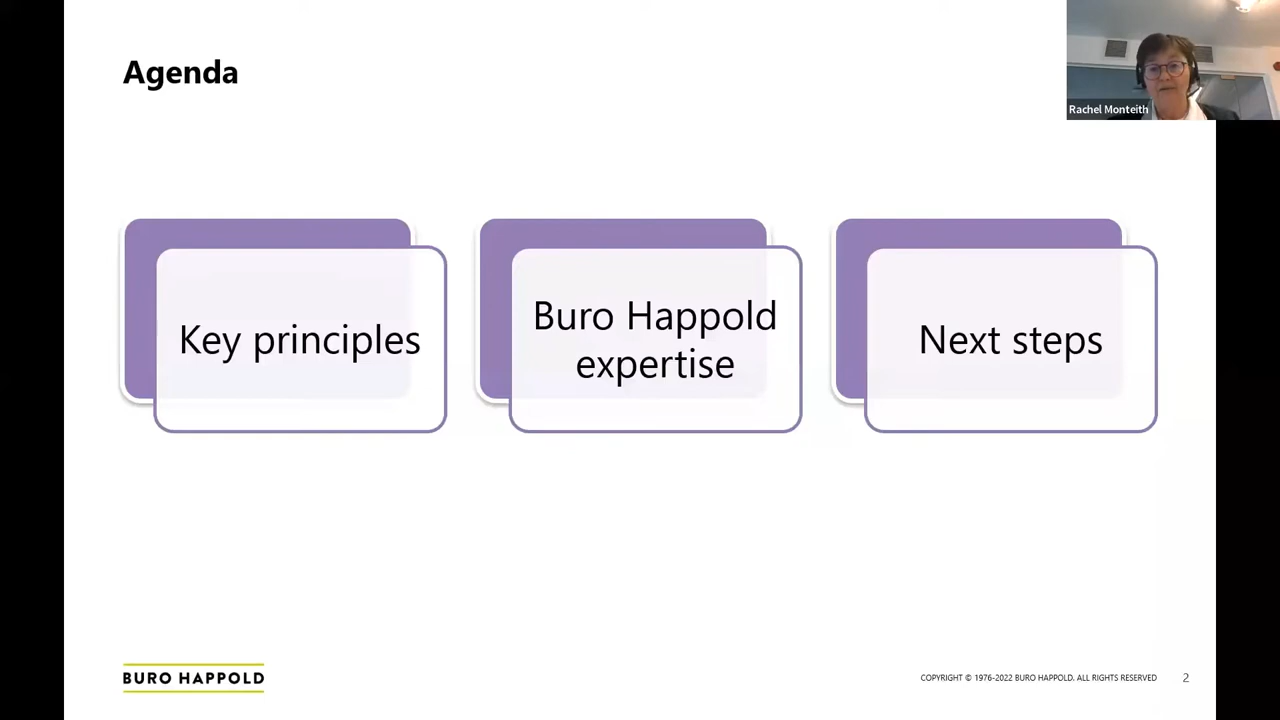 Agenda
Rachel Monteith
Key principles
Buro Happold
expertise
Next steps
BURO HAPPOLD
COPYRIGHT © 1976-2022 BURO HAPPOLD. ALL RIGHTS RESERVED
2